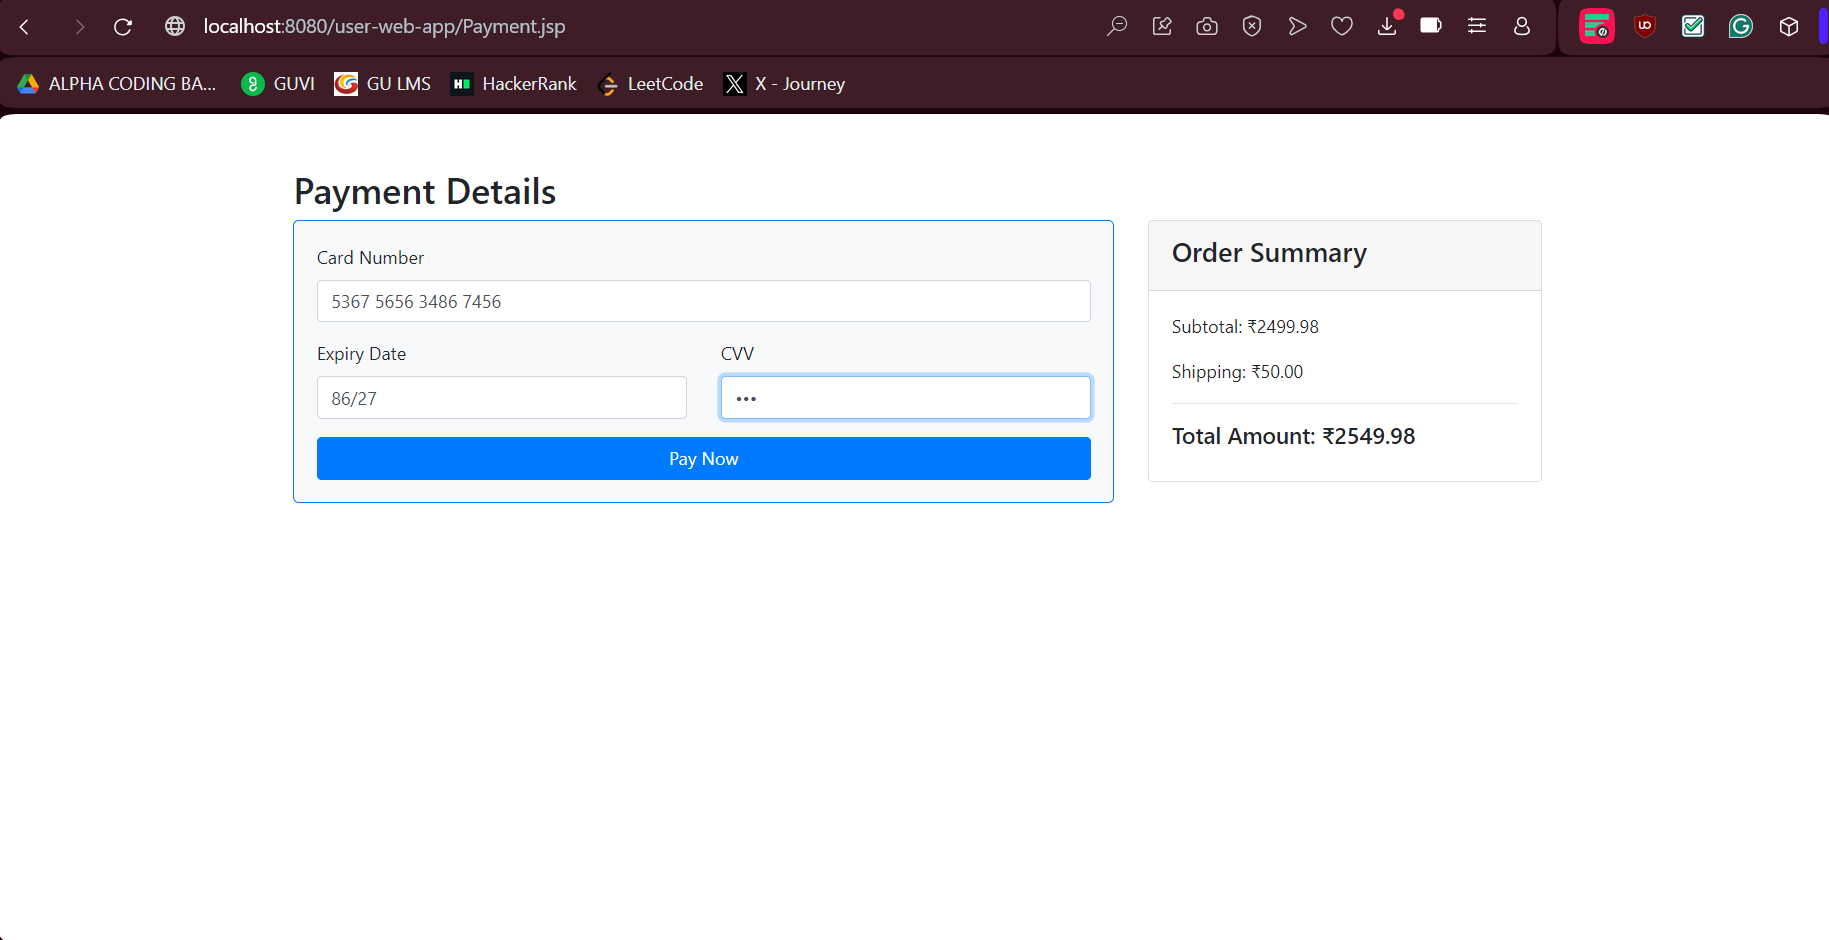 localhost:8080/user-web-app/Payment.jsp
ALPHA CODING BA... GUVI GU LMS HackerRank LeetCode X - Journey
Payment Details
Card Number
5367 5656 3486 7456
Expiry Date CVV
86/27 •••
Pay Now
Order Summary
Subtotal: ₹2499.98
Shipping: ₹50.00
Total Amount: ₹2549.98